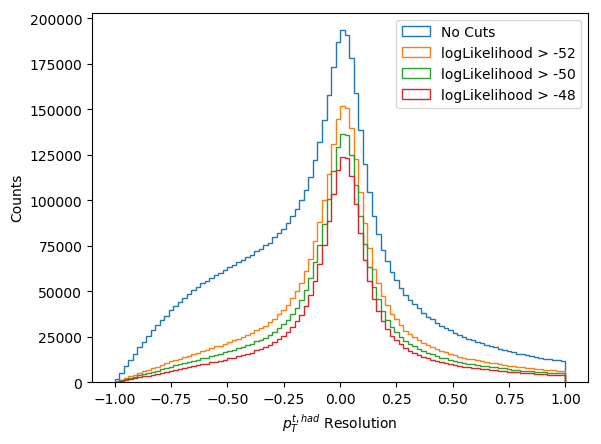 No Cuts
logLikelihood > -52
logLikelihood > -50
logLikelihood > -48
200000
175000
150000
125000
100000
75000
50000
25000
0
Counts
−1.00 −0.75 −0.50 −0.25 0.00 0.25 0.50 0.75 1.00
$p_T^{t,had}$ Resolution